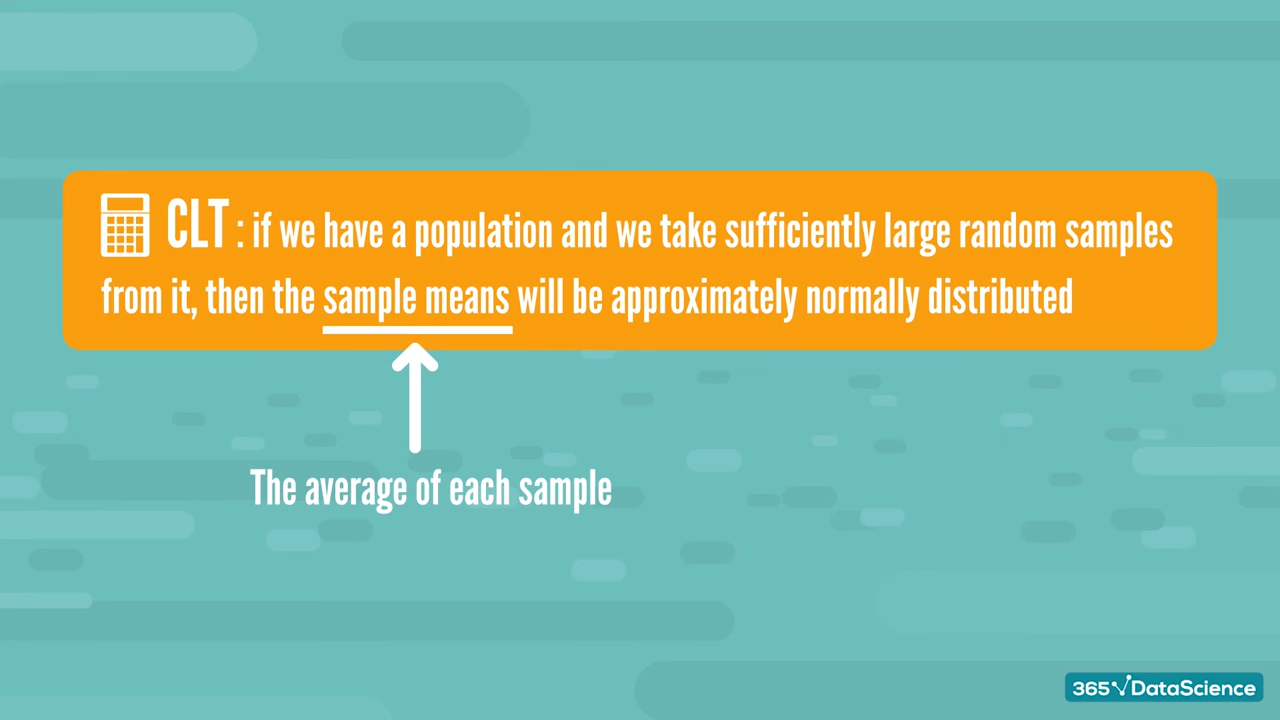 CLT : if we have a population and we take sufficiently large random samples
from it, then the sample means will be approximately normally distributed
The average of each sample
365 DataScience